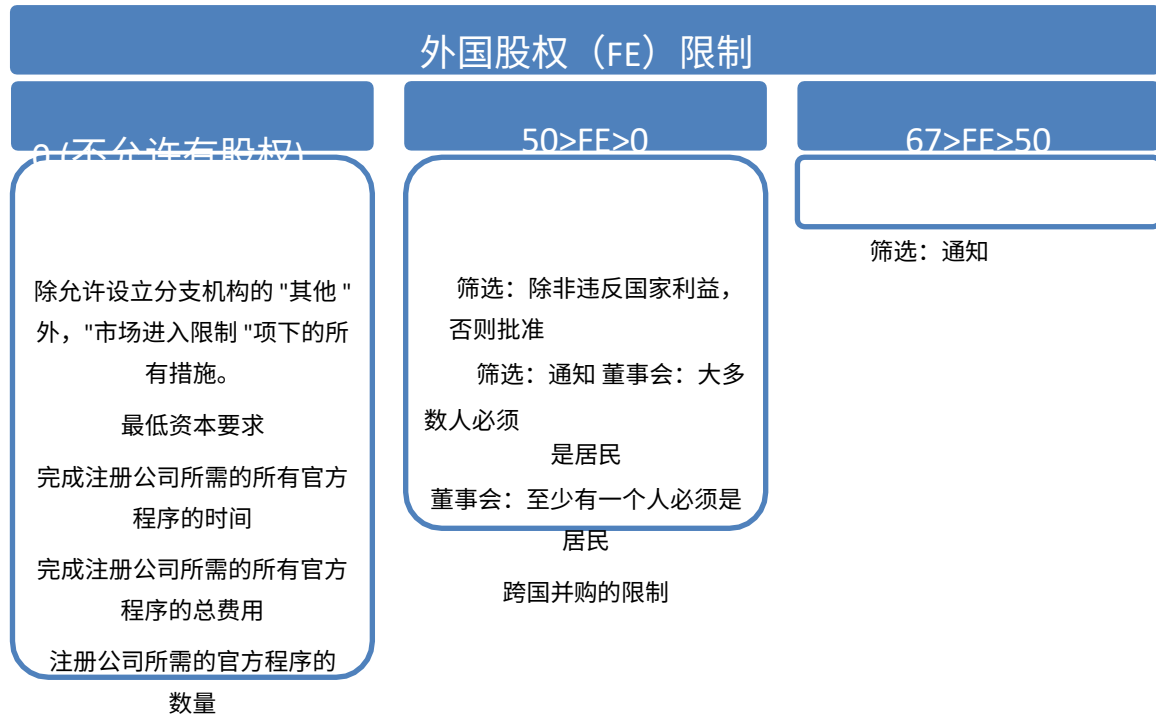 外国股权（FE）限制
0 (不允许有股权)
除允许设立分支机构的 "其他 "
外，"市场进入限制 "项下的所
有措施。
最低资本要求
完成注册公司所需的所有官方
程序的时间
完成注册公司所需的所有官方
程序的总费用
注册公司所需的官方程序的
数量
50>FE>0
筛选：除非违反国家利益，
否则批准
筛选：通知 董事会：大多
数人必须
是居民
董事会：至少有一个人必须是
居民
跨国并购的限制
67>FE>50
筛选：通知